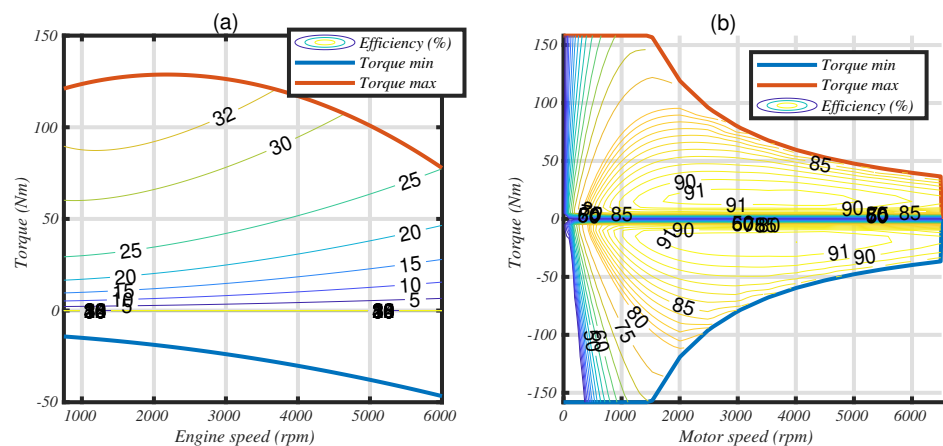 (a)
150
100
50
0
-50
Torque (Nm)
1000 2000 3000 4000 5000 6000
Engine speed (rpm)
Efficiency (%)
Torque min
Torque max
32
30
25
20
15
10
5
25
20
15
10
5
(b)
150
100
50
0
-50
-100
-150
Torque (Nm)
0 1000 2000 3000 4000 5000 6000
Motor speed (rpm)
Torque min
Torque max
Efficiency (%)
85
90
91
91
90
85
85
91
90
91
90
85
80
75
60
50